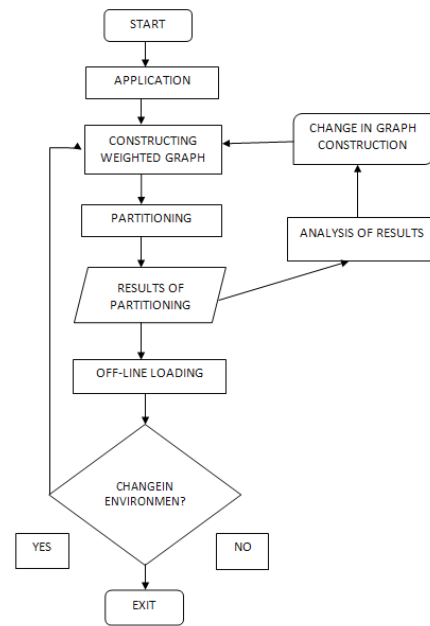 START
APPLICATION
CONSTRUCTING
WEIGHTED GRAPH
CHANGE IN GRAPH
CONSTRUCTION
PARTITIONING
ANALYSIS OF RESULTS
RESULTS OF
PARTITIONING
OFF-LINE LOADING
CHANGEIN
ENVIRONMEN?
YES
NO
EXIT